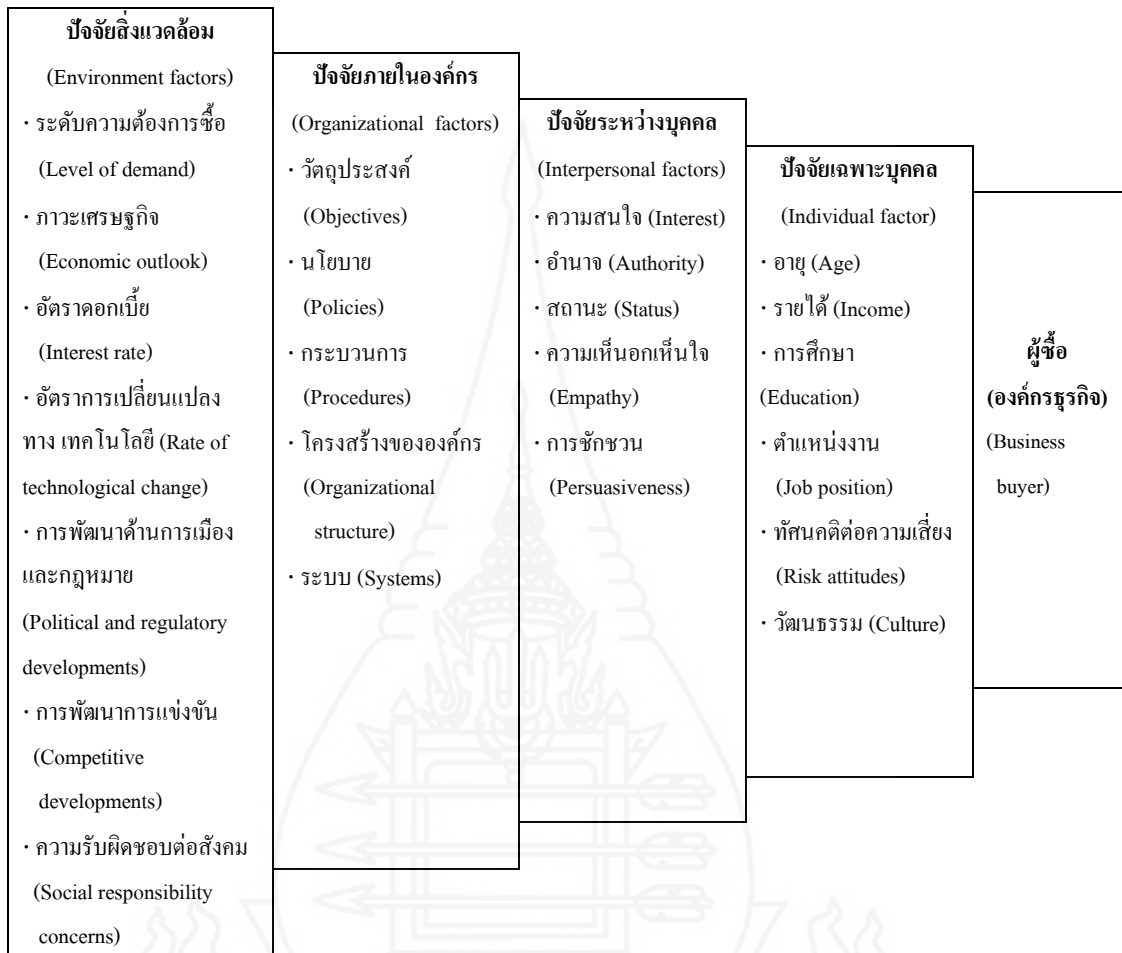 ปัจจัยสิ่งแวดล้อม
(Environment factors)
· ระดับความต้องการซื้อ
(Level of demand)
· ภาวะเศรษฐกิจ
(Economic outlook)
· อัตราดอกเบี้ย
(Interest rate)
· อัตราการเปลี่ยนแปลง
ทาง เทคโนโลยี (Rate of
technological change)
· การพัฒนาด้านการเมือง
และกฎหมาย
(Political and regulatory
developments)
· การพัฒนาการแข่งขัน
(Competitive
developments)
· ความรับผิดชอบต่อสังคม
(Social responsibility
concerns)
ปัจจัยภายในองค์กร
(Organizational factors)
· วัตถุประสงค์
(Objectives)
· นโยบาย
(Policies)
· กระบวนการ
(Procedures)
· โครงสร้างขององค์กร
(Organizational
structure)
· ระบบ (Systems)
ปัจจัยระหว่างบุคคล
(Interpersonal factors)
· ความสนใจ (Interest)
· อำนาจ (Authority)
· สถานะ (Status)
· ความเห็นอกเห็นใจ
(Empathy)
· การชักชวน
(Persuasiveness)
ปัจจัยเฉพาะบุคคล
(Individual factor)
· อายุ (Age)
· รายได้ (Income)
· การศึกษา
(Education)
· ตำแหน่งงาน
(Job position)
· ทัศนคติต่อความเสี่ยง
(Risk attitudes)
· วัฒนธรรม (Culture)
ผู้ซื้อ
(องค์กรธุรกิจ)
(Business
buyer)